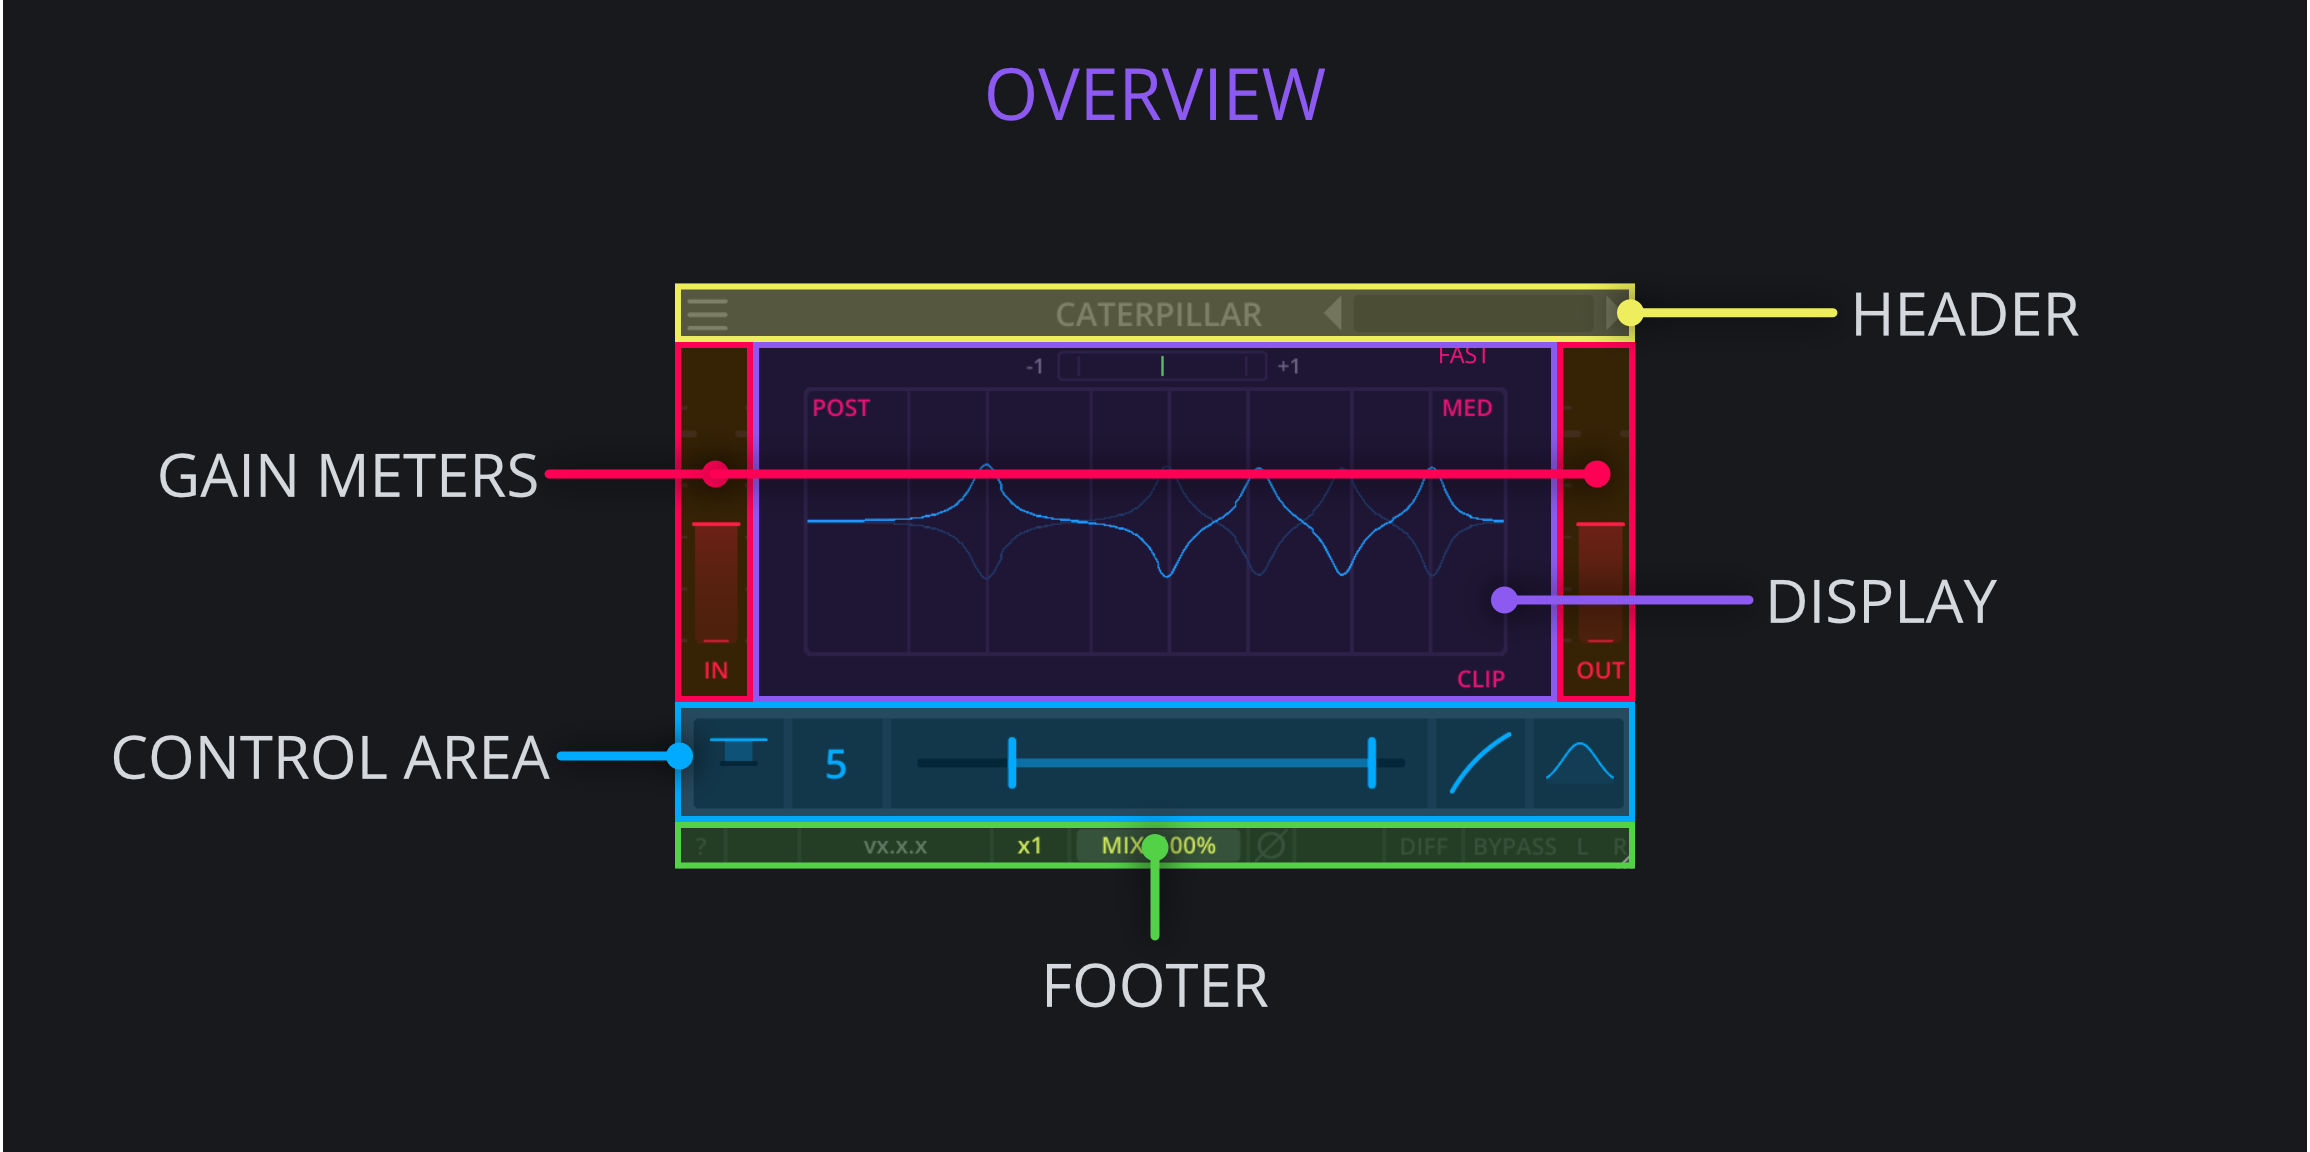 OVERVIEW
CATERPILLAR
HEADER
-1
+1
FAST
POST
MED
GAIN METERS
DISPLAY
IN
CLIP
OUT
CONTROL AREA
5
?
vx.x.x
x1
MIX 00%
DIFF
BYPASS
L
R
FOOTER